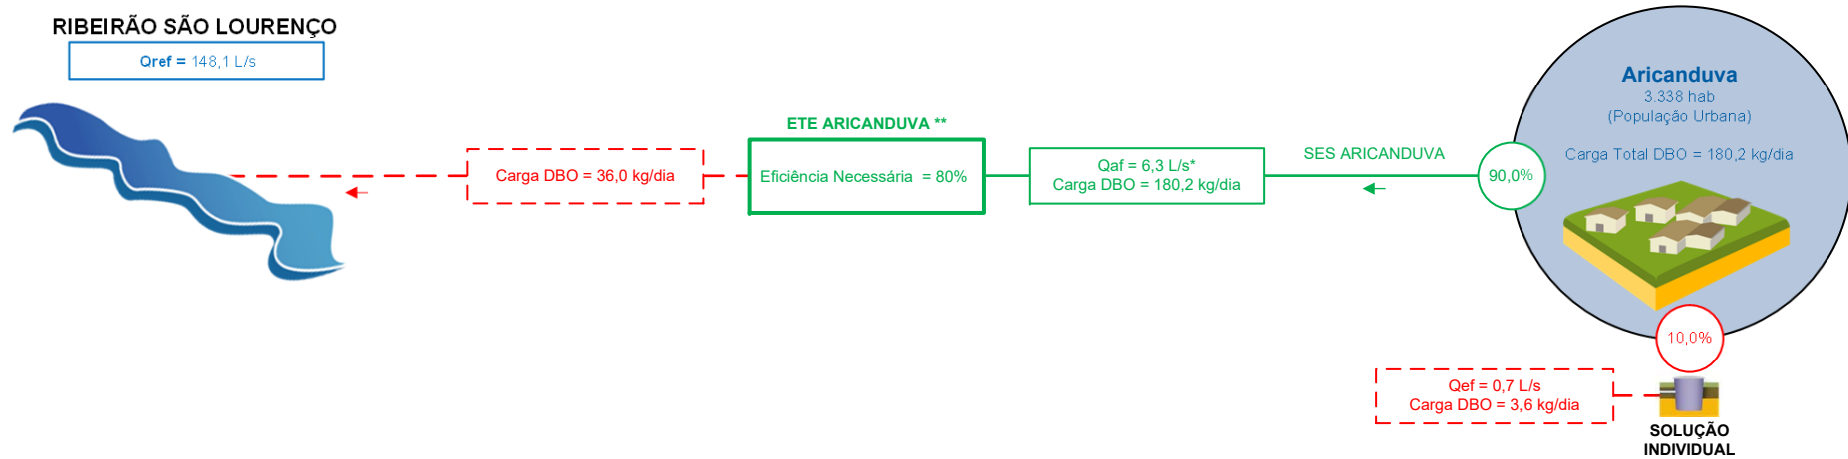 RIBEIRÃO SÃO LOURENÇO
Qref = 148,1 L/s
Carga DBO = 36,0 kg/dia
ETE ARICANDUVA **
Eficiência Necessária = 80%
Qaf = 6,3 L/s*
Carga DBO = 180,2 kg/dia
SES ARICANDUVA
90,0%
Aricanduva
3.338 hab
(População Urbana)
Carga Total DBO = 180,2 kg/dia
10,0%
Qef = 0,7 L/s
Carga DBO = 3,6 kg/dia
SOLUÇÃO
INDIVIDUAL